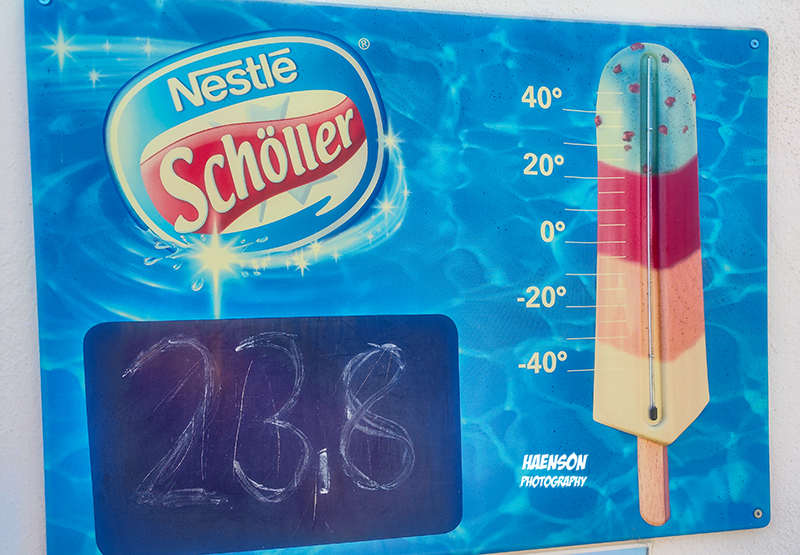 Nestlé ®
Schöller
40°
20°
0°
-20°
-40°
23,8
HAENSON
PHOTOGRAPHY